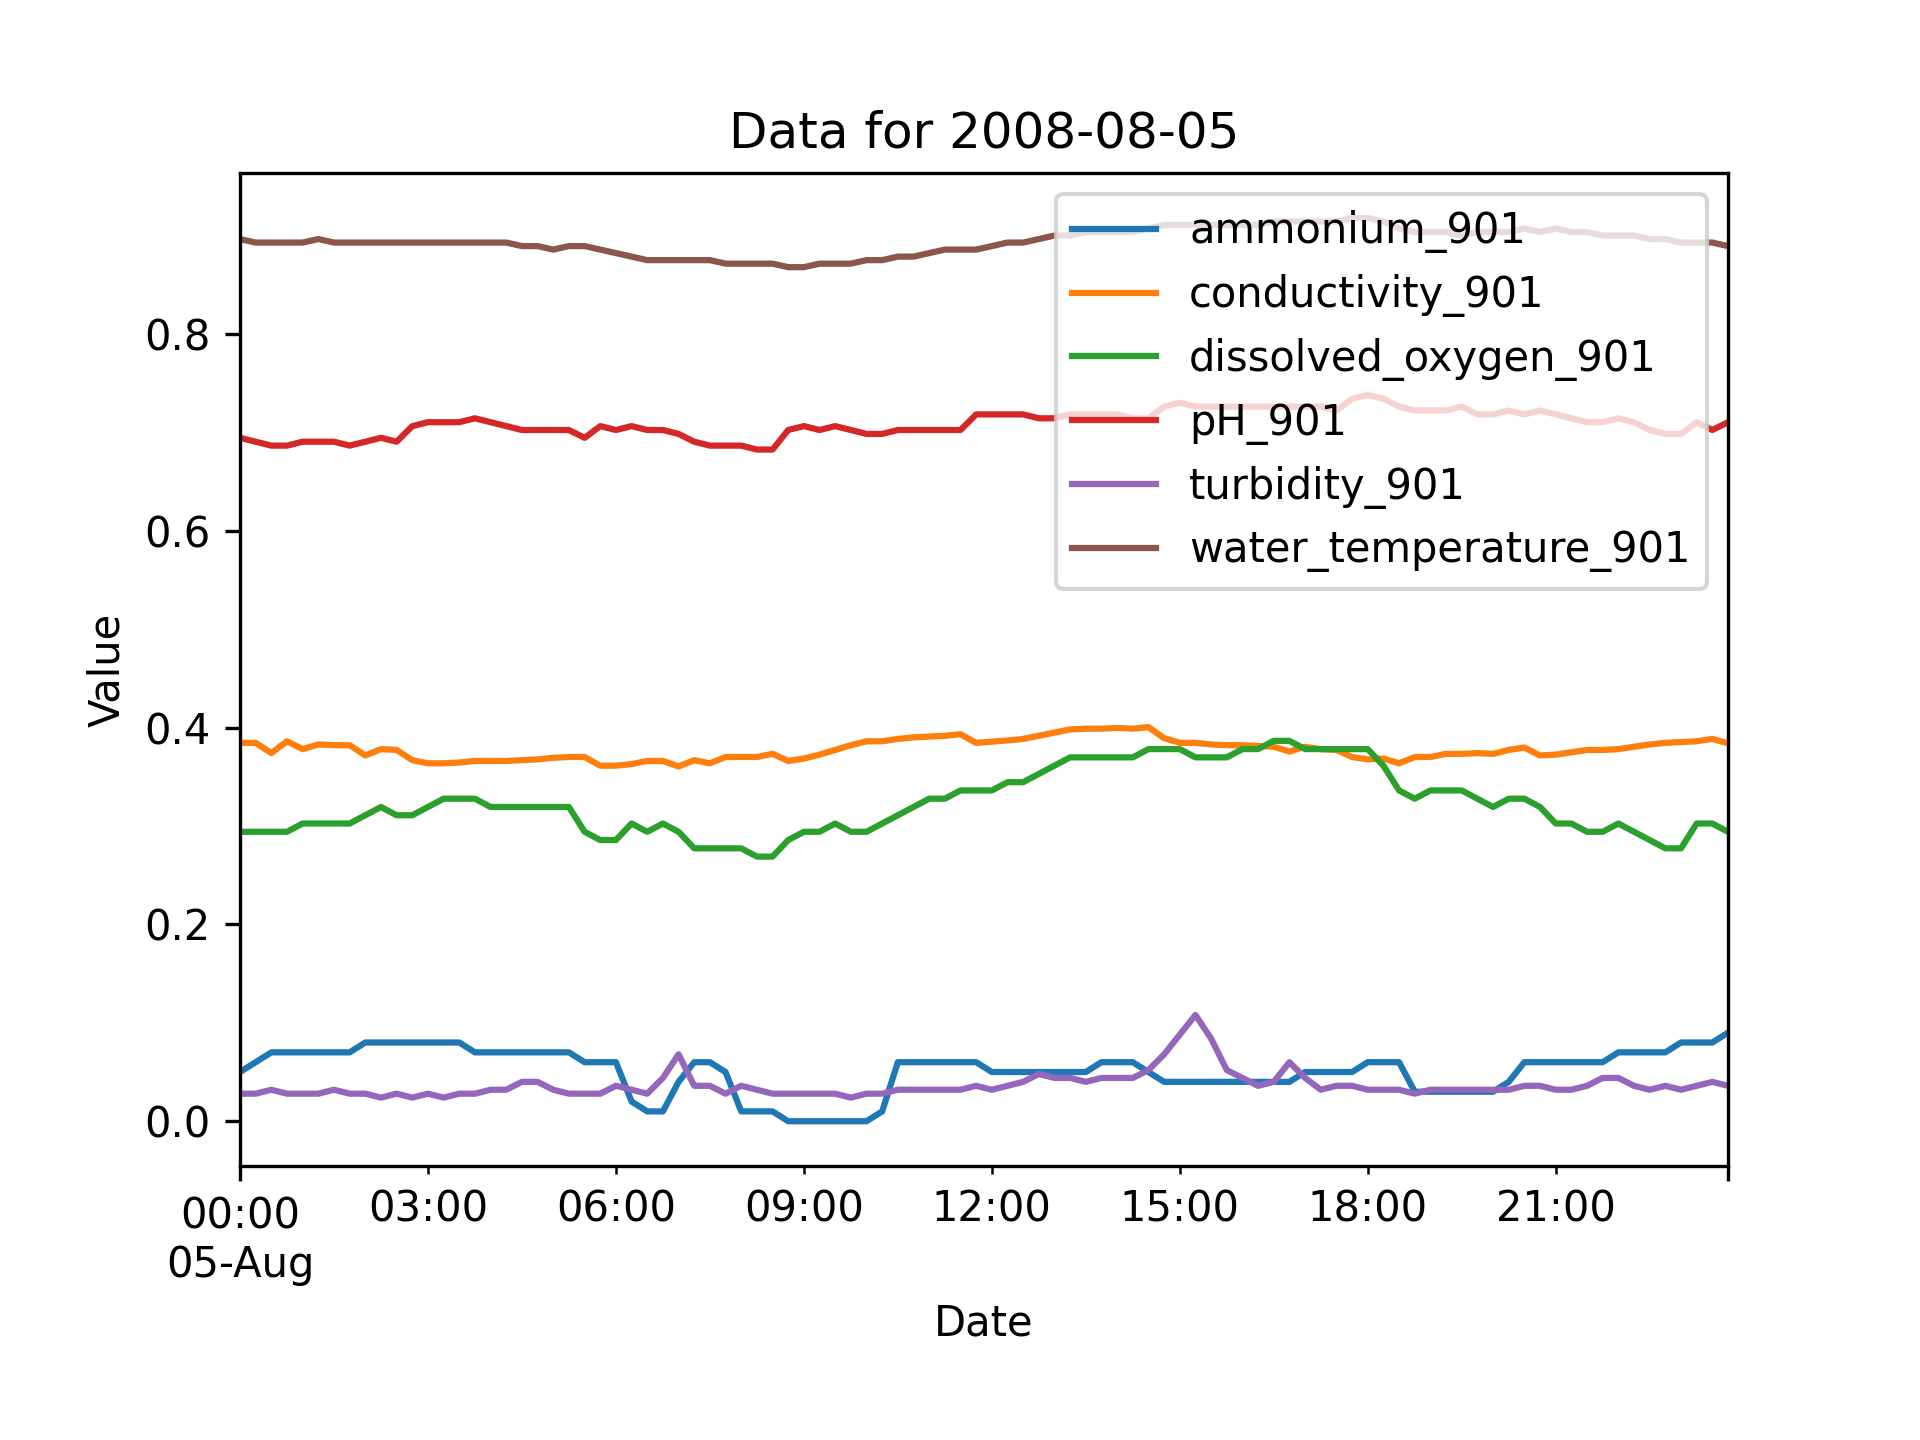 Data for 2008-08-05
ammonium_901
conductivity_901
dissolved_oxygen_901
pH_901
turbidity_901
water_temperature_901
Value
0.8
0.6
0.4
0.2
0.0
00:00 03:00 06:00 09:00 12:00 15:00 18:00 21:00
05-Aug
Date